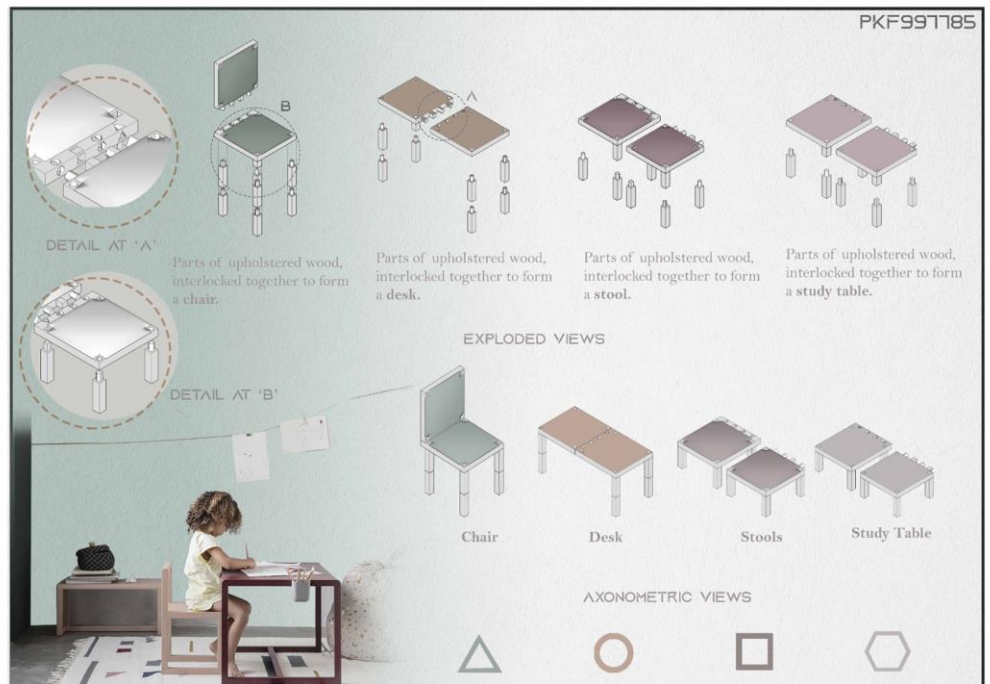 PKF997785
B
A
DETAIL AT 'A'
Parts of upholstered wood,
interlocked together to form
a chair.
Parts of upholstered wood,
interlocked together to form
a desk.
Parts of upholstered wood,
interlocked together to form
a stool.
Parts of upholstered wood,
interlocked together to form
a study table.
EXPLODED VIEWS
DETAIL AT 'B'
Chair
Desk
Stools
Study Table
AXONOMETRIC VIEWS